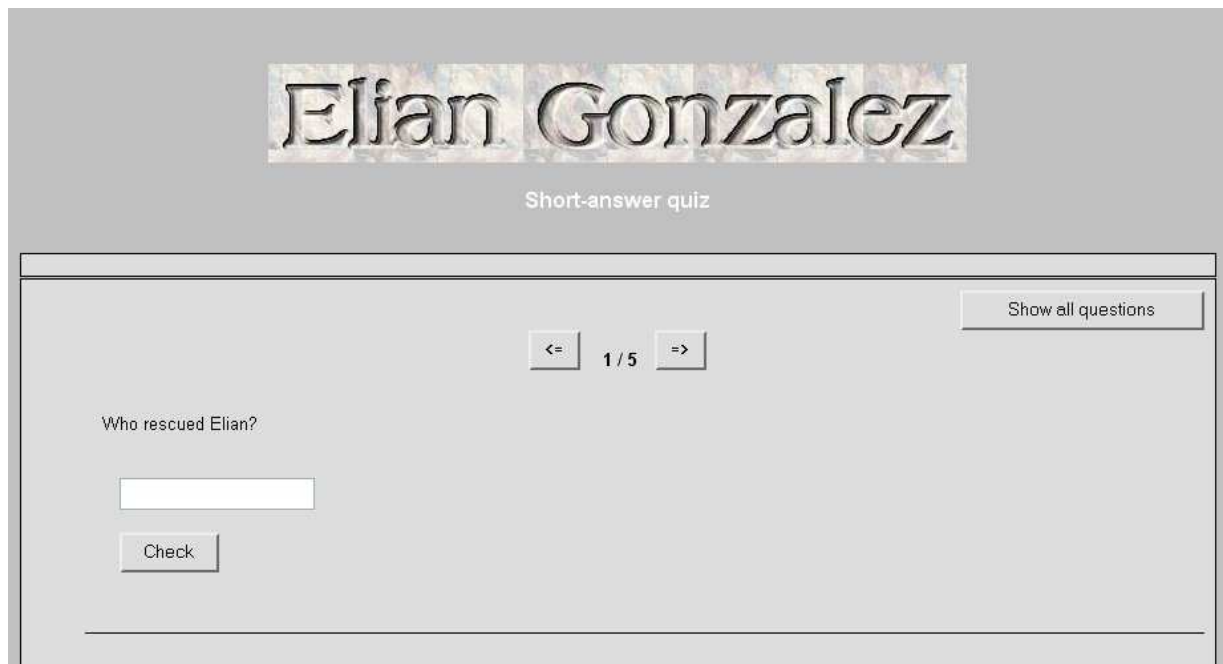 Elian Gonzalez
Short-answer quiz
Show all questions
<= 1 / 5 =>
Who rescued Elian?
Check